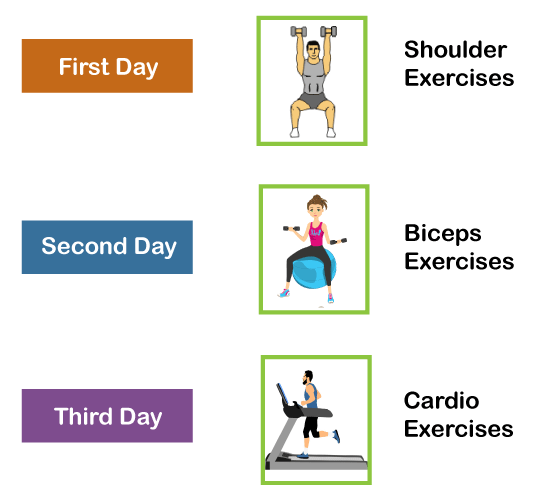 First Day
Shoulder
Exercises
Second Day
Biceps
Exercises
Third Day
Cardio
Exercises